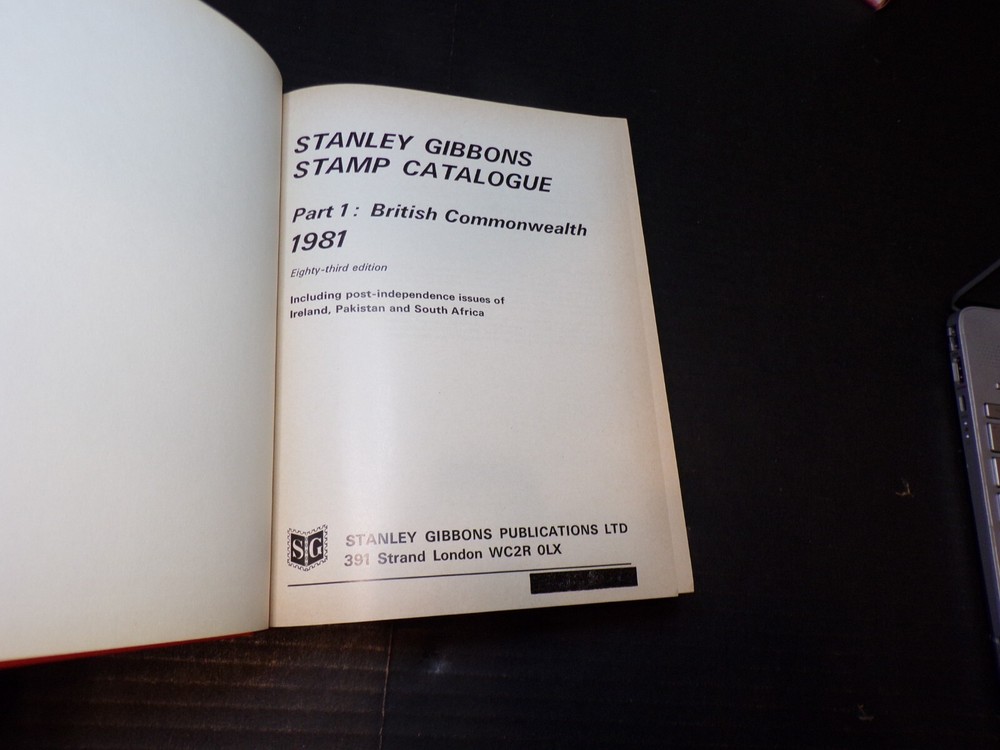 STANLEY GIBBONS
STAMP CATALOGUE
Part 1: British Commonwealth
1981
Eighty-third edition
Including post-independence issues of
Ireland, Pakistan and South Africa
SG
STANLEY GIBBONS PUBLICATIONS LTD
391 Strand London WC2R 0LX